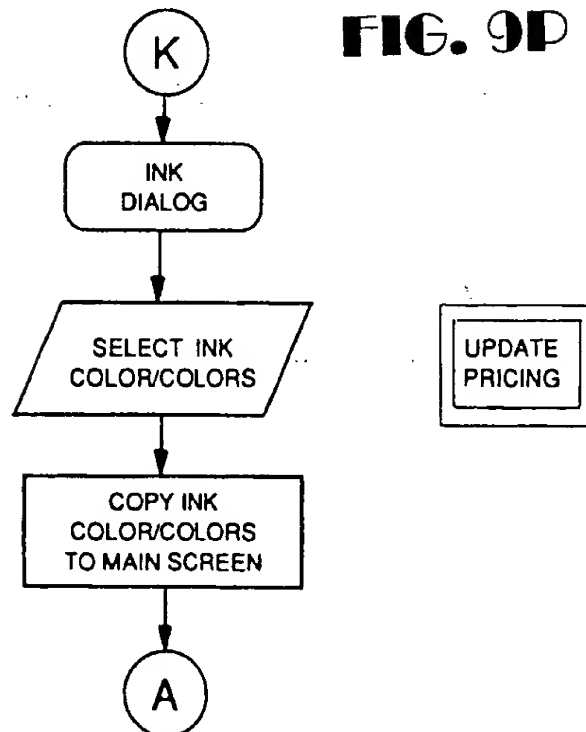 FIG. 9P
K
INK
DIALOG
SELECT INK
COLOR/COLORS
UPDATE
PRICING
COPY INK
COLOR/COLORS
TO MAIN SCREEN
A